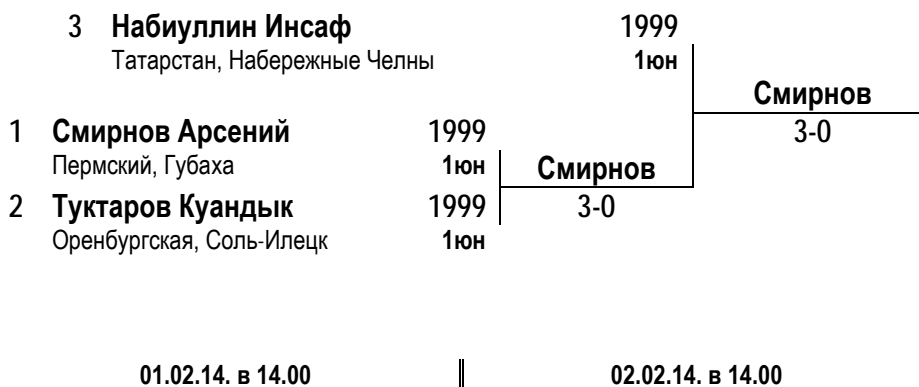 3 Набиуллин Инсаф 1999
Татарстан, Набережные Челны 1юн
Смирнов
3-0
1 Смирнов Арсений 1999
Пермский, Губаха 1юн
Смирнов
3-0
2 Туктаров Куандык 1999
Оренбургская, Соль-Илецк 1юн
01.02.14. в 14.00
02.02.14. в 14.00